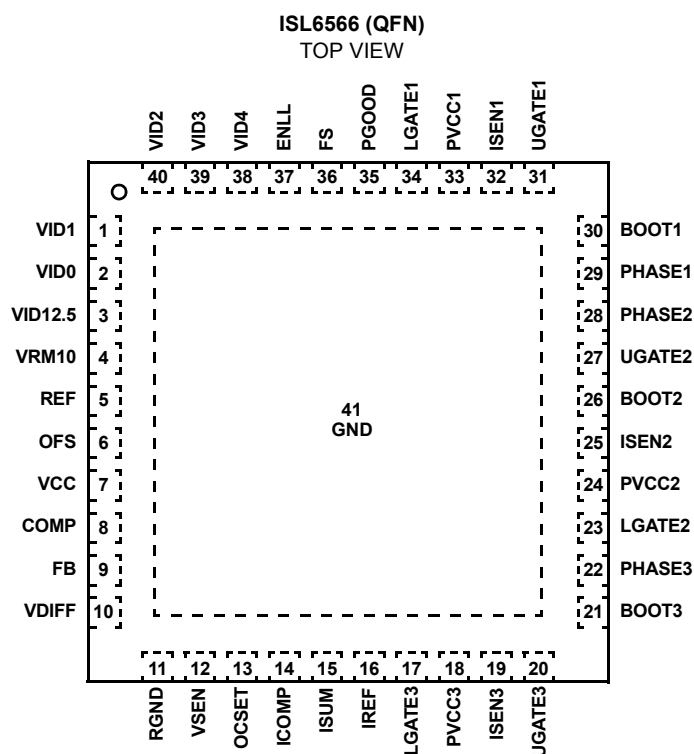 ISL6566 (QFN)
TOP VIEW
VID2 VID3 VID4 ENLL FS PGOOD LGATE1 PVCC1 ISEN1 UGATE1
40 39 38 37 36 35 34 33 32 31
VID1 1 30 BOOT1
VID0 2 29 PHASE1
VID12.5 3 28 PHASE2
VRM10 4 27 UGATE2
REF 5 26 BOOT2
41
GND
OFS 6 25 ISEN2
VCC 7 24 PVCC2
COMP 8 23 LGATE2
FB 9 22 PHASE3
VDIFF 10 21 BOOT3
11 12 13 14 15 16 17 18 19 20
RGND VSEN OCSET ICOMP ISUM IREF LGATE3 PVCC3 ISEN3 UGATE3